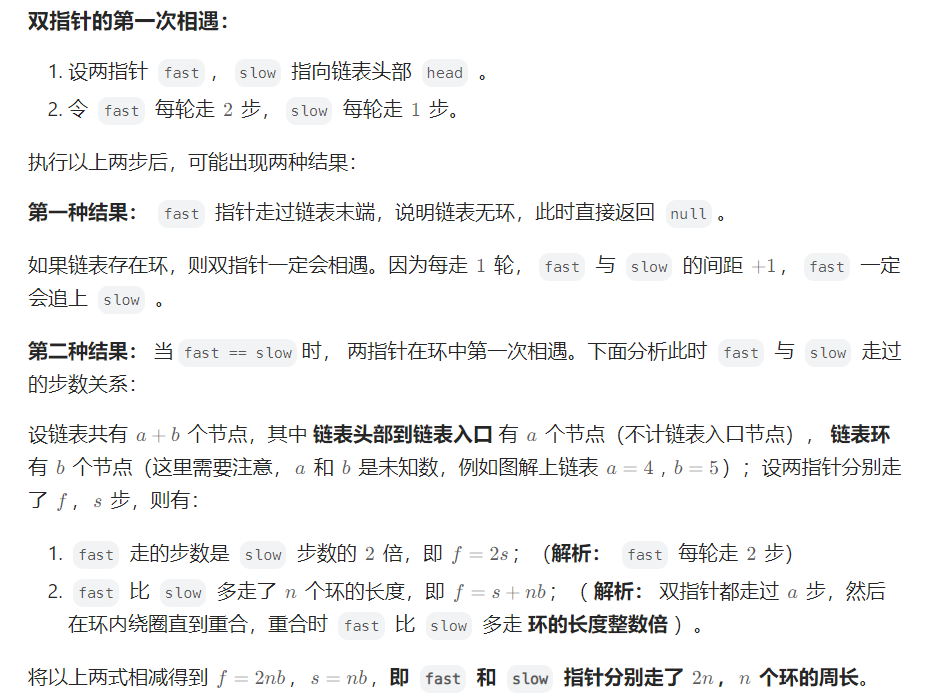 双指针的第一次相遇：
1. 设两指针 fast ， slow 指向链表头部 head 。
2. 令 fast 每轮走 2 步， slow 每轮走 1 步。
执行以上两步后，可能出现两种结果：
第一种结果： fast 指针走过链表末端，说明链表无环，此时直接返回 null 。
如果链表存在环，则双指针一定会相遇。因为每走 1 轮， fast 与 slow 的间距 +1， fast 一定
会追上 slow 。
第二种结果： 当 fast == slow 时， 两指针在环中第一次相遇。下面分析此时 fast 与 slow 走过
的步数关系：
设链表共有 a + b 个节点，其中 链表头部到链表入口 有 a 个节点（不计链表入口节点）， 链表环
有 b 个节点（这里需要注意， a 和 b 是未知数，例如图解上链表 a = 4 , b = 5）；设两指针分别走
了 f， s 步，则有：
1. fast 走的步数是 slow 步数的 2 倍，即 f = 2s； （解析： fast 每轮走 2 步）
2. fast 比 slow 多走了 n 个环的长度，即 f = s + nb； （ 解析： 双指针都走过 a 步，然后
在环内绕圈直到重合，重合时 fast 比 slow 多走 环的长度整数倍 ）。
将以上两式相减得到 f = 2nb， s = nb，即 fast 和 slow 指针分别走了 2n， n 个环的周长。